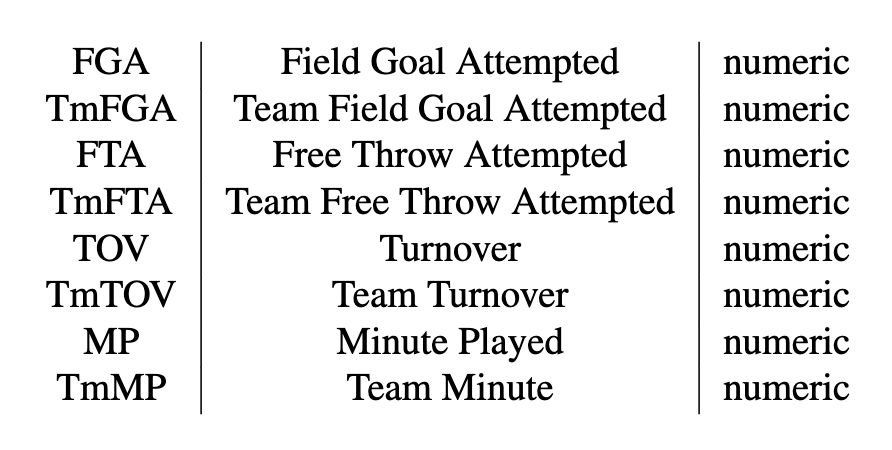 FGA Field Goal Attempted numeric
TmFGA Team Field Goal Attempted numeric
FTA Free Throw Attempted numeric
TmFTA Team Free Throw Attempted numeric
TOV Turnover numeric
TmTOV Team Turnover numeric
MP Minute Played numeric
TmMP Team Minute numeric